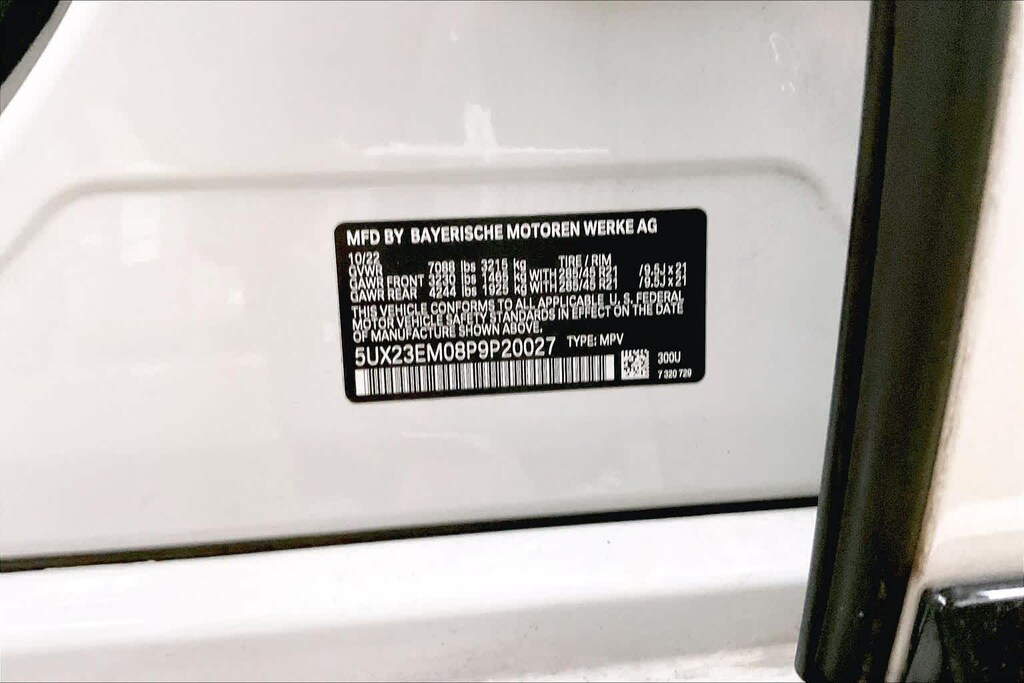 MFD BY BAYERISCHE MOTOREN WERKE AG
10/22 TIRE / RIM
GVWR 7088 lbs 3215 kg
GAWR FRONT 3230 lbs 1465 kg WITH 285/45 R21 /9.5J x 21
GAWR REAR 4244 lbs 1925 kg WITH 285/45 R21 /9.5J x 21
THIS VEHICLE CONFORMS TO ALL APPLICABLE U. S. FEDERAL
MOTOR VEHICLE SAFETY STANDARDS IN EFFECT ON THE DATE
OF MANUFACTURE SHOWN ABOVE.
5UX23EM08P9P20027 TYPE: MPV
300U
7 320 729